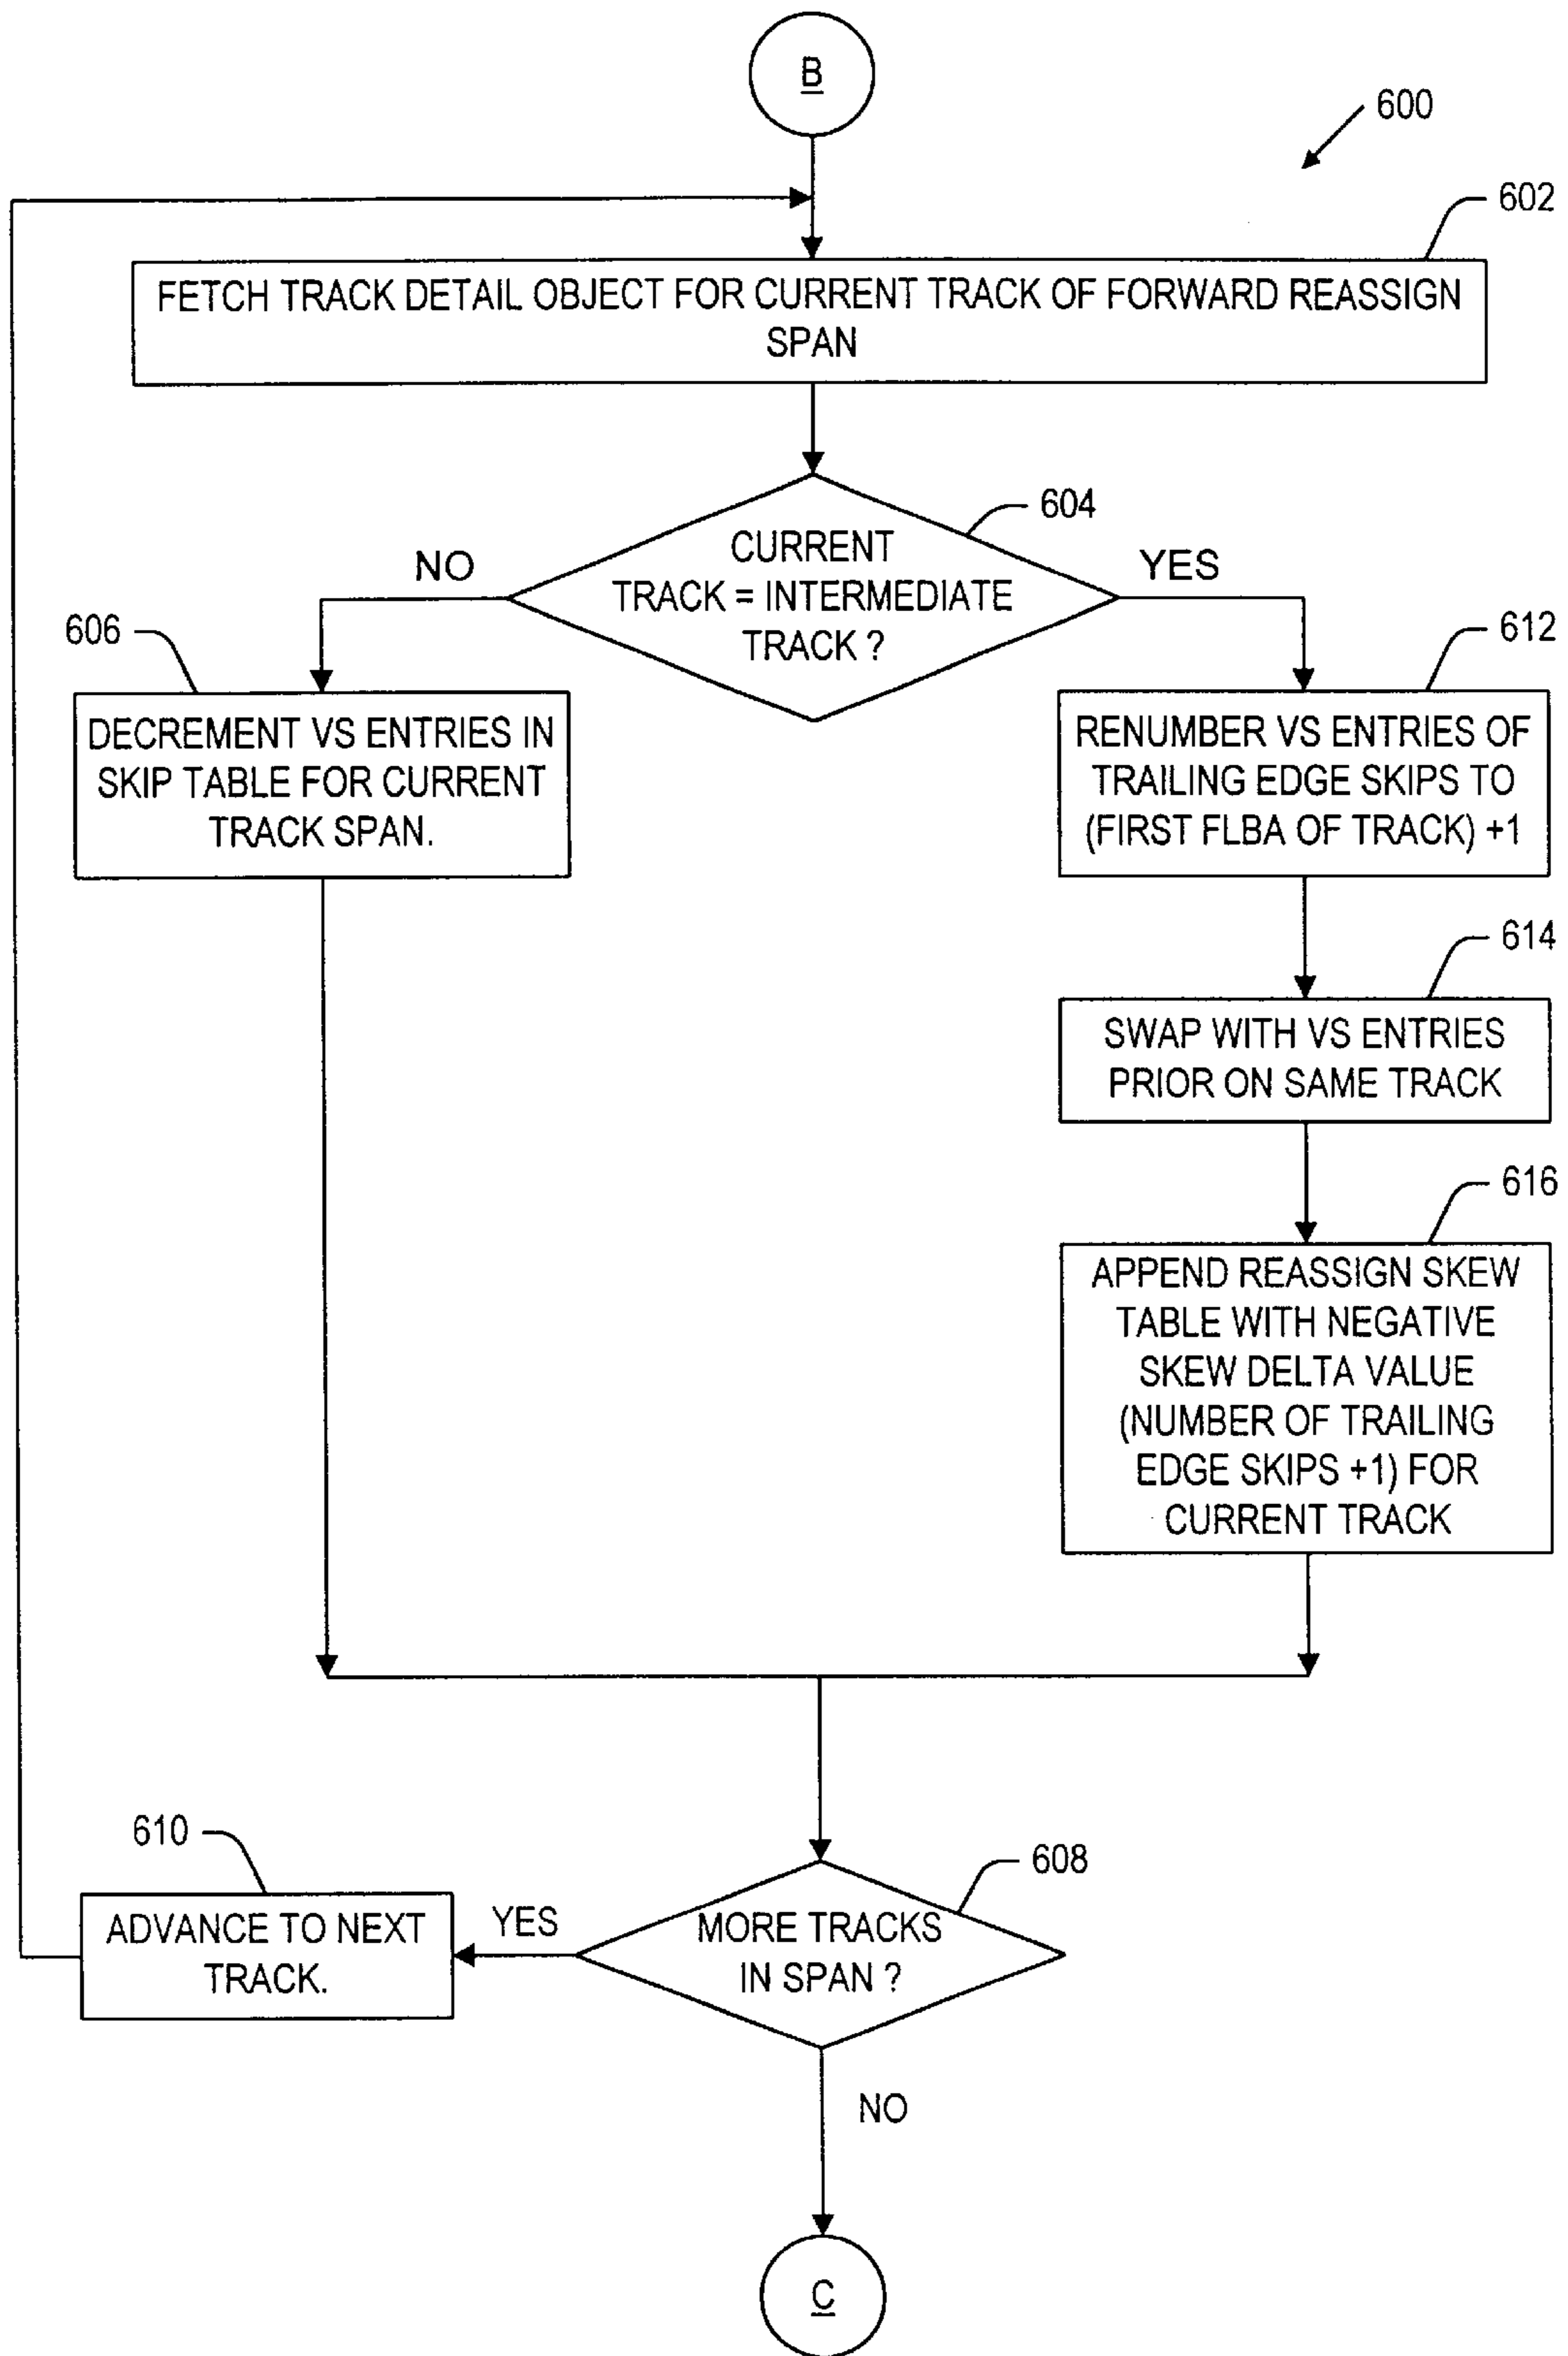 B
600
602
FETCH TRACK DETAIL OBJECT FOR CURRENT TRACK OF FORWARD REASSIGN
SPAN
604
CURRENT
TRACK = INTERMEDIATE
TRACK ?
NO
YES
606
DECREMENT VS ENTRIES IN
SKIP TABLE FOR CURRENT
TRACK SPAN.
612
RENUMBER VS ENTRIES OF
TRAILING EDGE SKIPS TO
(FIRST FLBA OF TRACK) +1
614
SWAP WITH VS ENTRIES
PRIOR ON SAME TRACK
616
APPEND REASSIGN SKEW
TABLE WITH NEGATIVE
SKEW DELTA VALUE
(NUMBER OF TRAILING
EDGE SKIPS +1) FOR
CURRENT TRACK
610
ADVANCE TO NEXT
TRACK.
YES
608
MORE TRACKS
IN SPAN ?
NO
C